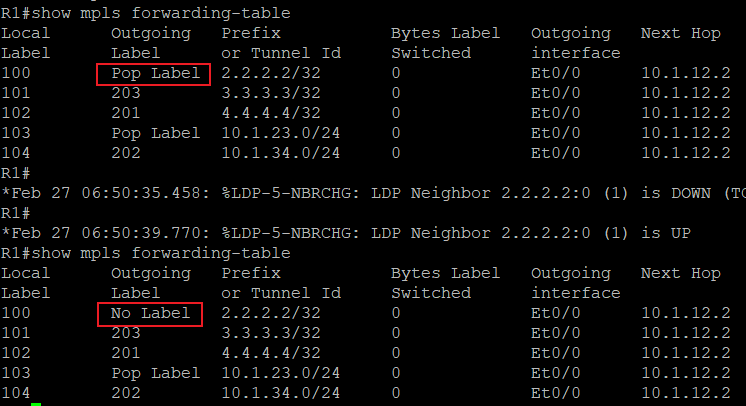 R1#show mpls forwarding-table
Local Outgoing Prefix Bytes Label Outgoing Next Hop
Label Label or Tunnel Id Switched interface
100 Pop Label 2.2.2.2/32 0 Et0/0 10.1.12.2
101 203 3.3.3.3/32 0 Et0/0 10.1.12.2
102 201 4.4.4.4/32 0 Et0/0 10.1.12.2
103 Pop Label 10.1.23.0/24 0 Et0/0 10.1.12.2
104 202 10.1.34.0/24 0 Et0/0 10.1.12.2
R1#
*Feb 27 06:50:35.458: %LDP-5-NBRCHG: LDP Neighbor 2.2.2.2:0 (1) is DOWN (TC
R1#
*Feb 27 06:50:39.770: %LDP-5-NBRCHG: LDP Neighbor 2.2.2.2:0 (1) is UP
R1#show mpls forwarding-table
Local Outgoing Prefix Bytes Label Outgoing Next Hop
Label Label or Tunnel Id Switched interface
100 No Label 2.2.2.2/32 0 Et0/0 10.1.12.2
101 203 3.3.3.3/32 0 Et0/0 10.1.12.2
102 201 4.4.4.4/32 0 Et0/0 10.1.12.2
103 Pop Label 10.1.23.0/24 0 Et0/0 10.1.12.2
104 202 10.1.34.0/24 0 Et0/0 10.1.12.2